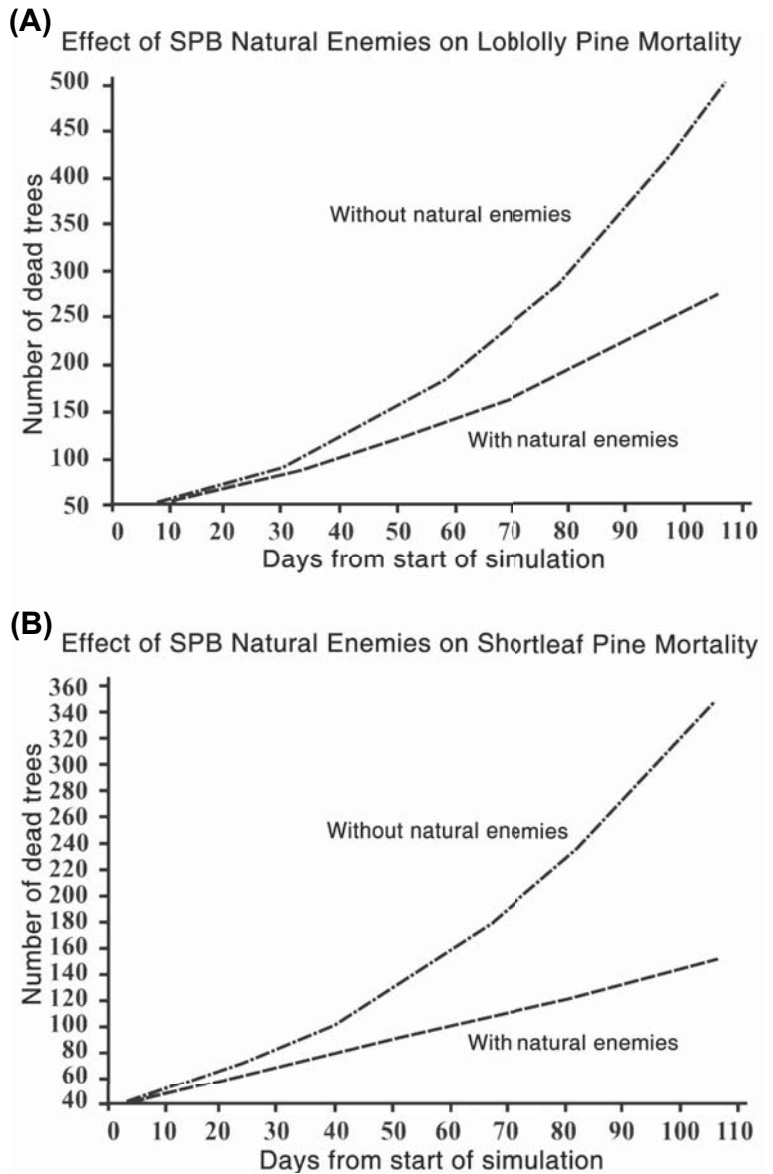 (A)
Effect of SPB Natural Enemies on Loblolly Pine Mortality
500
450
400
350
300
250
200
150
100
50
Number of dead trees
Without natural enemies
With natural enemies
0 10 20 30 40 50 60 70 80 90 100 110
Days from start of simulation
(B)
Effect of SPB Natural Enemies on Shortleaf Pine Mortality
360
340
320
300
280
260
240
220
200
180
160
140
120
100
80
60
40
Number of dead trees
Without natural enemies
With natural enemies
0 10 20 30 40 50 60 70 80 90 100 110
Days from start of simulation